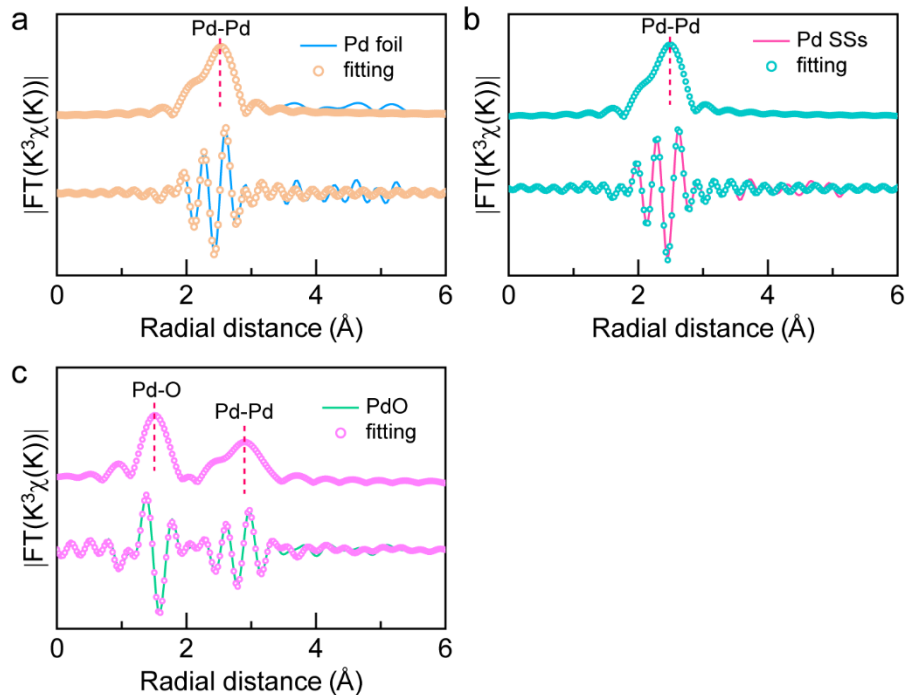 a
Pd-Pd
Pd foil
fitting
|FT(K³χ(K))|
0 2 4 6
Radial distance (Å)
b
Pd-Pd
Pd SSs
fitting
|FT(K³χ(K))|
0 2 4 6
Radial distance (Å)
c
Pd-O
Pd-Pd
PdO
fitting
|FT(K³χ(K))|
0 2 4 6
Radial distance (Å)